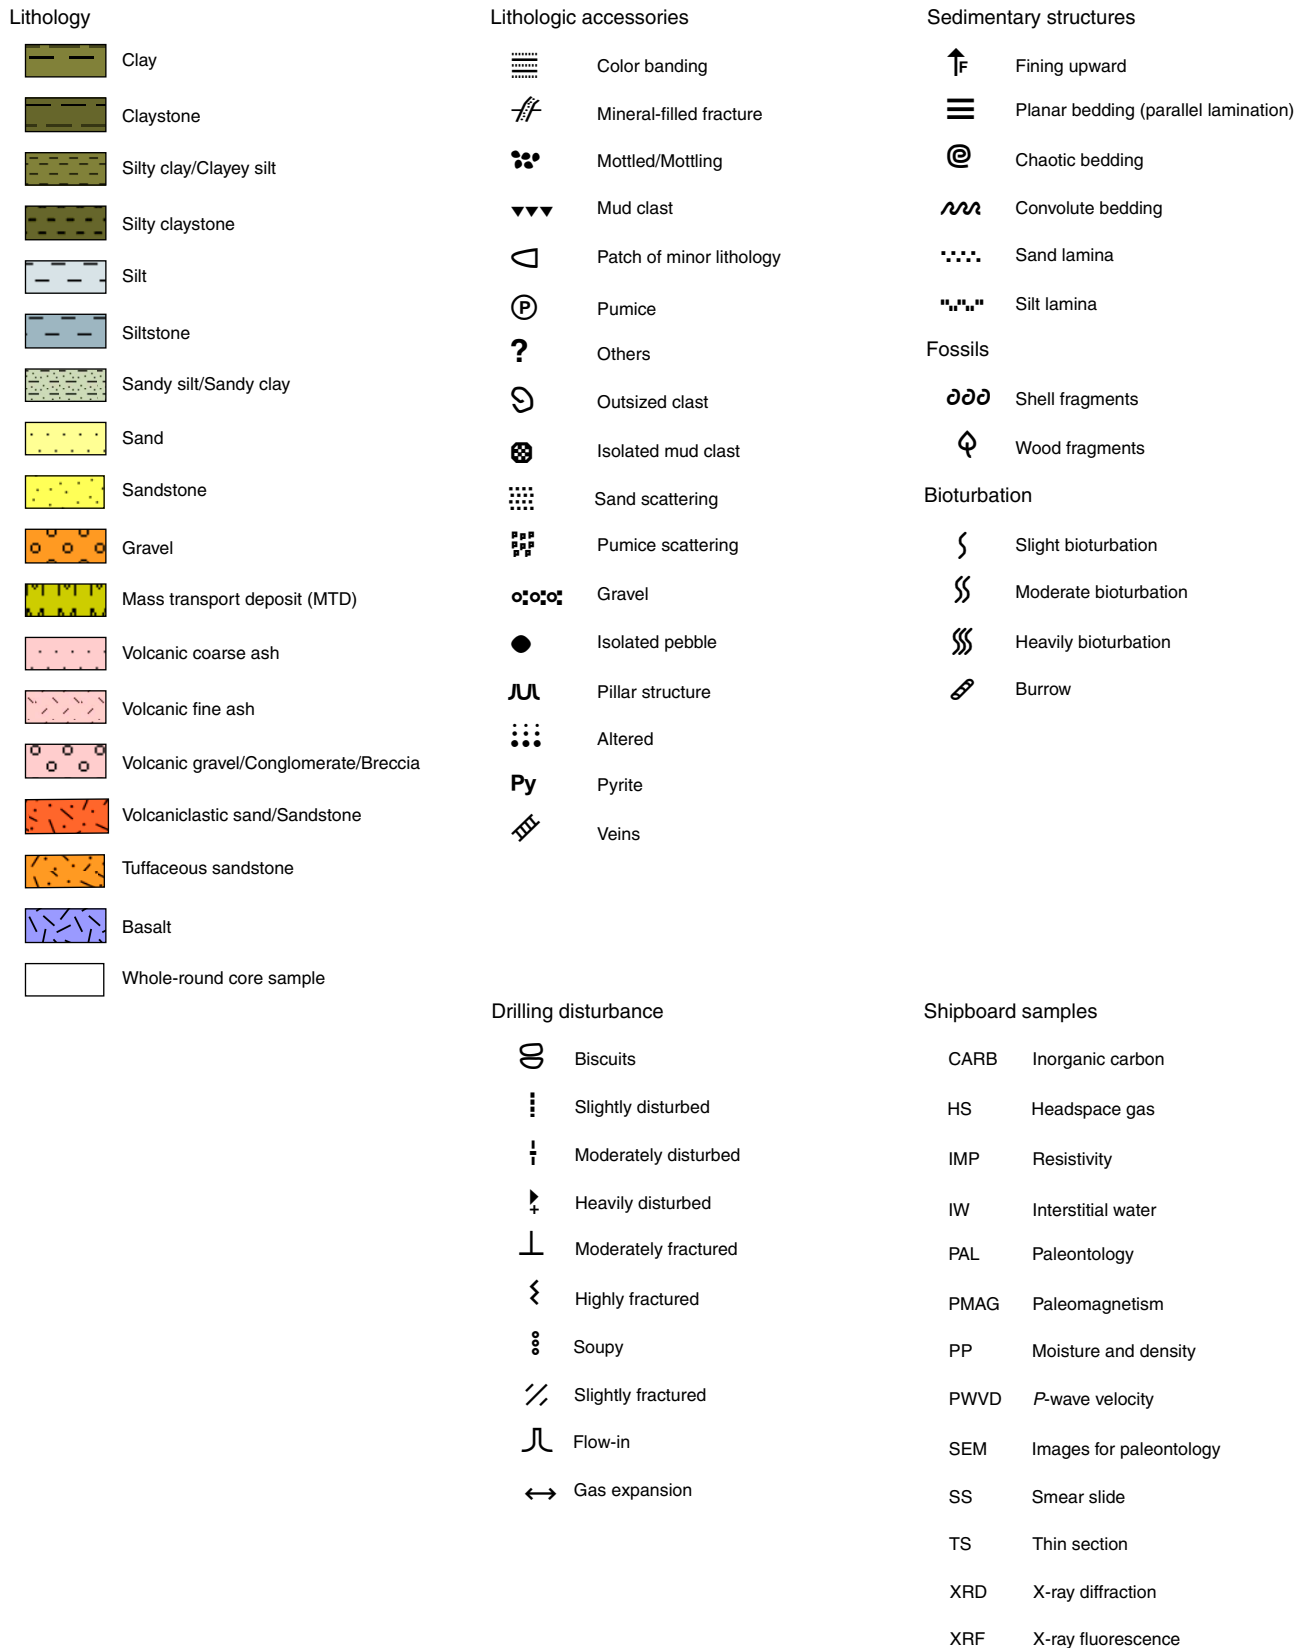 Lithology
Clay
Claystone
Silty clay/Clayey silt
Silty claystone
Silt
Siltstone
Sandy silt/Sandy clay
Sand
Sandstone
Gravel
Mass transport deposit (MTD)
Volcanic coarse ash
Volcanic fine ash
Volcanic gravel/Conglomerate/Breccia
Volcaniclastic sand/Sandstone
Tuffaceous sandstone
Basalt
Whole-round core sample
Lithologic accessories
Color banding
Mineral-filled fracture
Mottled/Mottling
Mud clast
Patch of minor lithology
P Pumice
? Others
Outsized clast
Isolated mud clast
Sand scattering
Pumice scattering
Gravel
Isolated pebble
Pillar structure
Altered
Py Pyrite
Veins
Sedimentary structures
F Fining upward
Planar bedding (parallel lamination)
Chaotic bedding
Convolute bedding
Sand lamina
Silt lamina
Fossils
Shell fragments
Wood fragments
Bioturbation
Slight bioturbation
Moderate bioturbation
Heavily bioturbation
Burrow
Drilling disturbance
Biscuits
Slightly disturbed
Moderately disturbed
Heavily disturbed
Moderately fractured
Highly fractured
Soupy
Slightly fractured
Flow-in
Gas expansion
Shipboard samples
CARB Inorganic carbon
HS Headspace gas
IMP Resistivity
IW Interstitial water
PAL Paleontology
PMAG Paleomagnetism
PP Moisture and density
PWVD P-wave velocity
SEM Images for paleontology
SS Smear slide
TS Thin section
XRD X-ray diffraction
XRF X-ray fluorescence